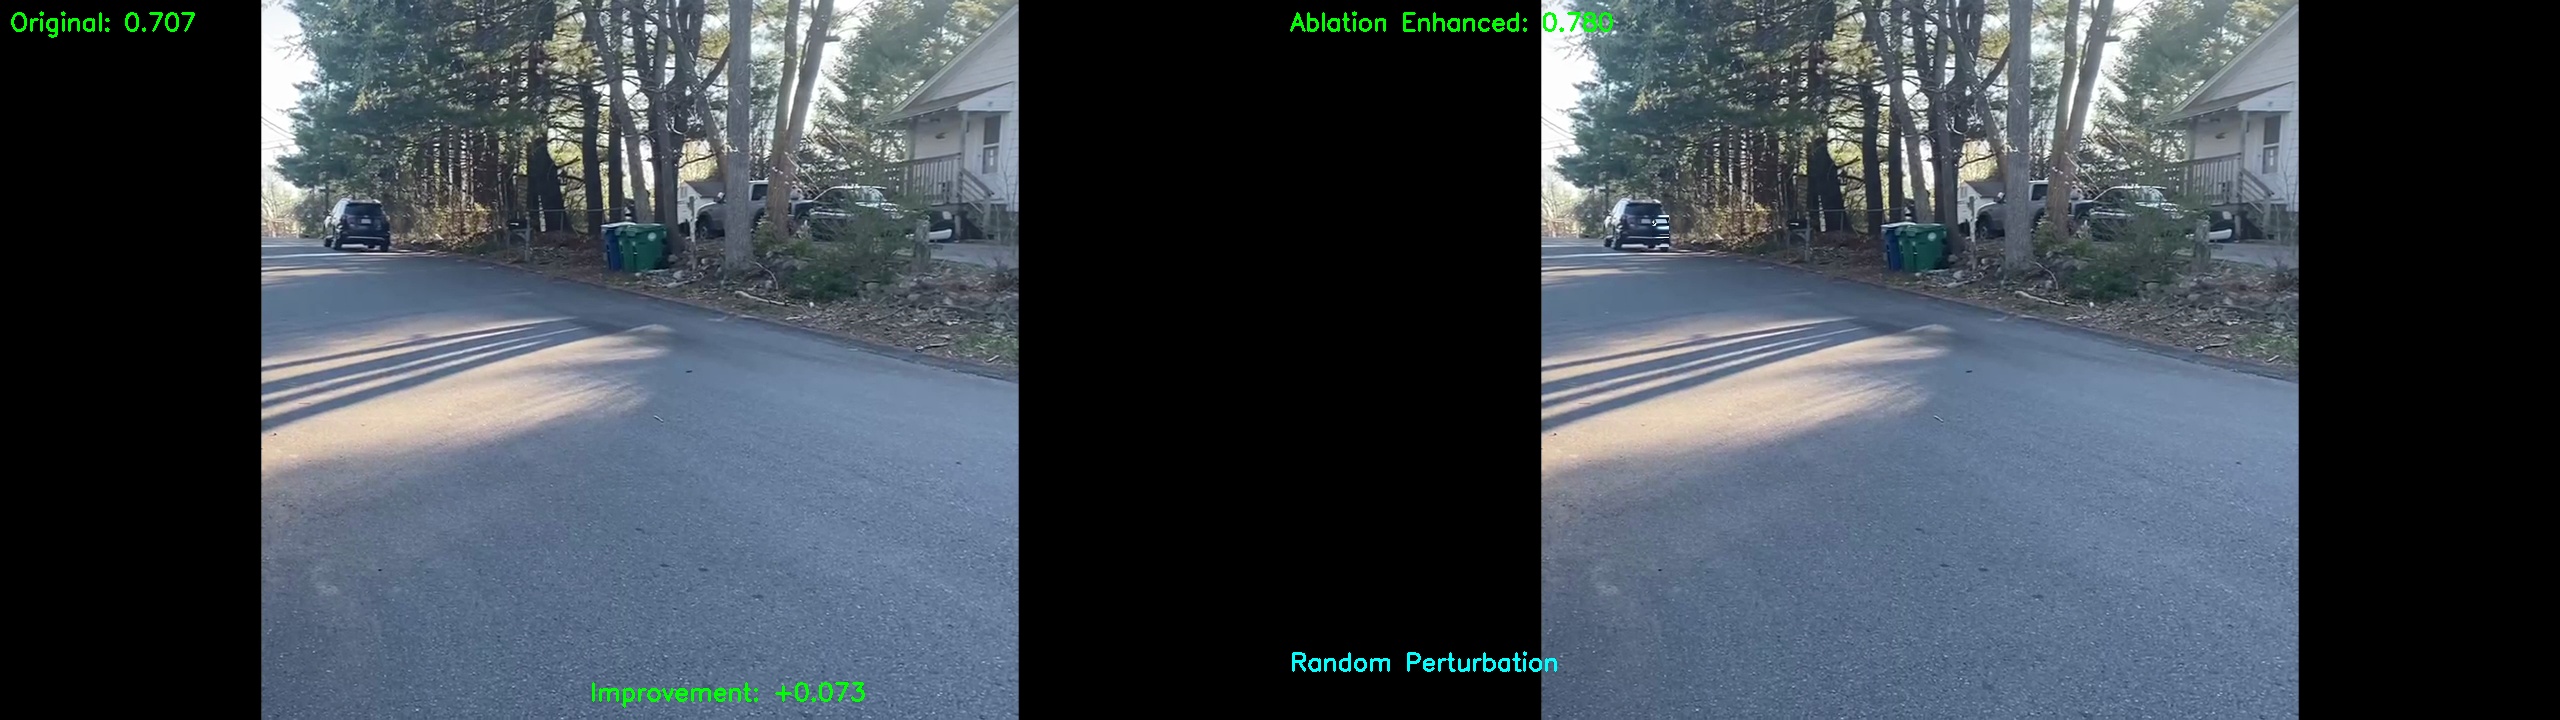 Original: 0.707
Ablation Enhanced: 0.780
Random Perturbation
Improvement: +0.073